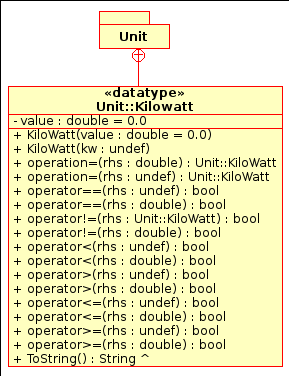 Unit
«datatype»
Unit::Kilowatt
- value : double = 0.0
+ KiloWatt(value : double = 0.0)
+ KiloWatt(kw : undef)
+ operation=(rhs : double) : Unit::KiloWatt
+ operation=(rhs : undef) : Unit::KiloWatt
+ operator==(rhs : undef) : bool
+ operator==(rhs : double) : bool
+ operator!=(rhs : Unit::KiloWatt) : bool
+ operator!=(rhs : double) : bool
+ operator<(rhs : undef) : bool
+ operator<(rhs : double) : bool
+ operator>(rhs : undef) : bool
+ operator>(rhs : double) : bool
+ operator<=(rhs : undef) : bool
+ operator<=(rhs : double) : bool
+ operator>=(rhs : undef) : bool
+ operator>=(rhs : double) : bool
+ ToString() : String ^